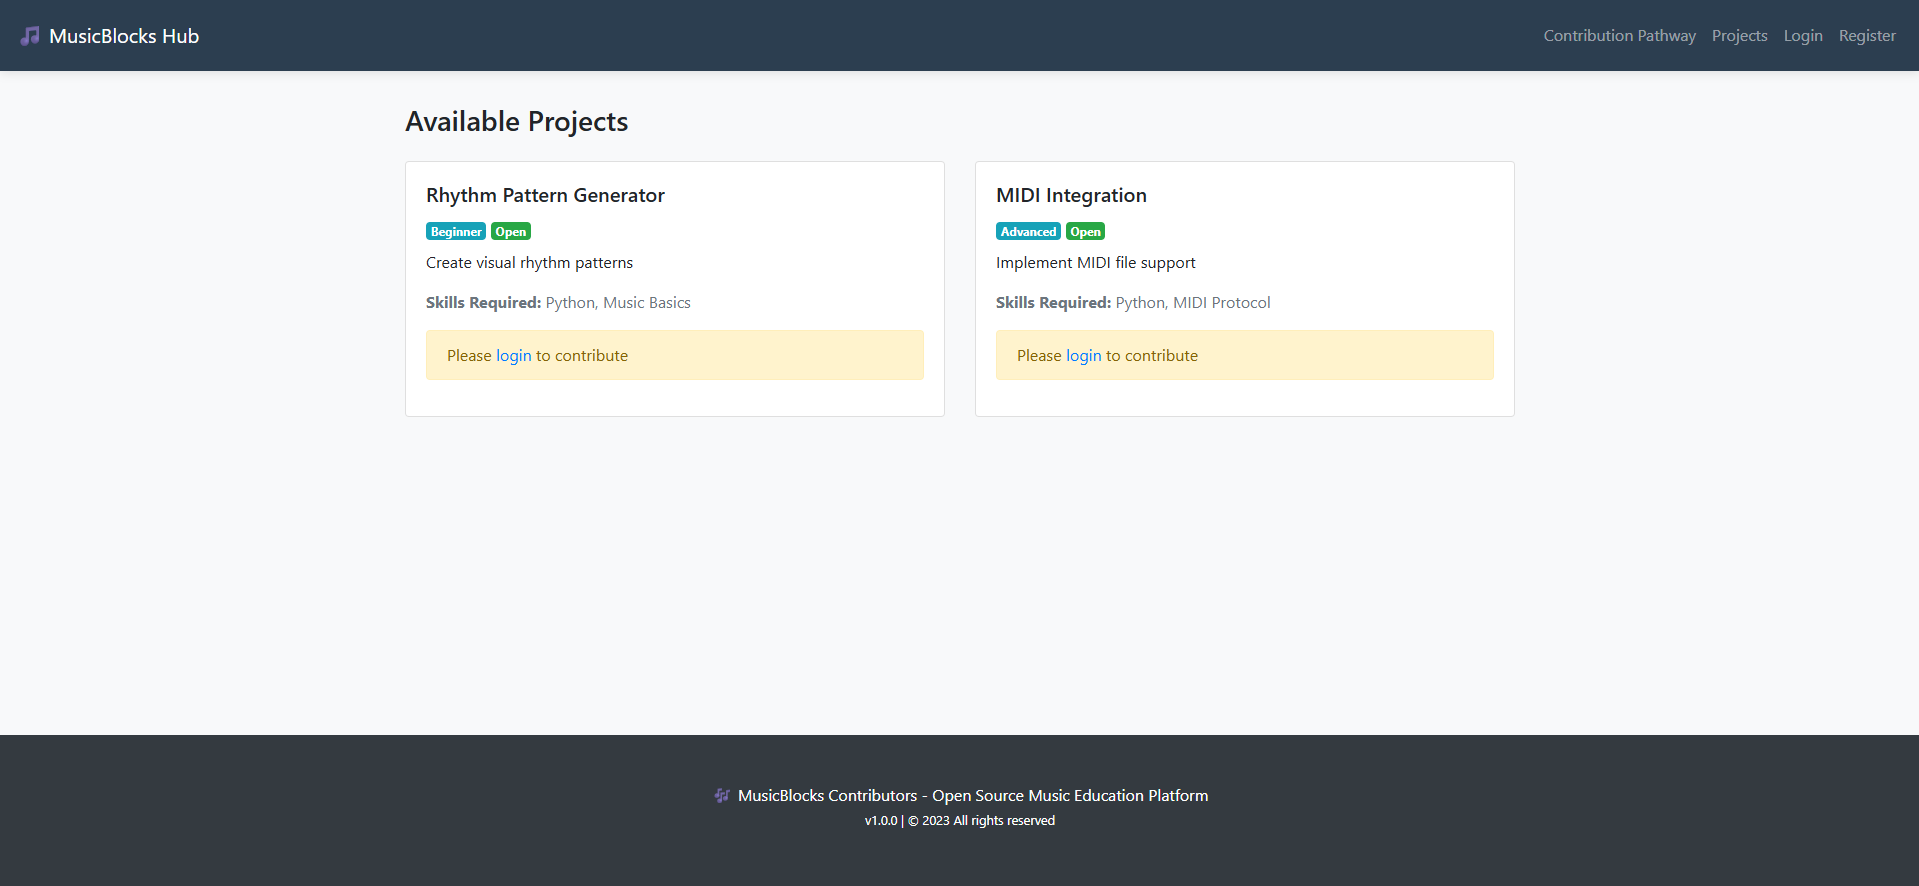 MusicBlocks Hub
Contribution Pathway Projects Login Register
Available Projects
Rhythm Pattern Generator
Beginner Open
Create visual rhythm patterns
Skills Required: Python, Music Basics
Please login to contribute
MIDI Integration
Advanced Open
Implement MIDI file support
Skills Required: Python, MIDI Protocol
Please login to contribute
MusicBlocks Contributors - Open Source Music Education Platform
v1.0.0 | © 2023 All rights reserved